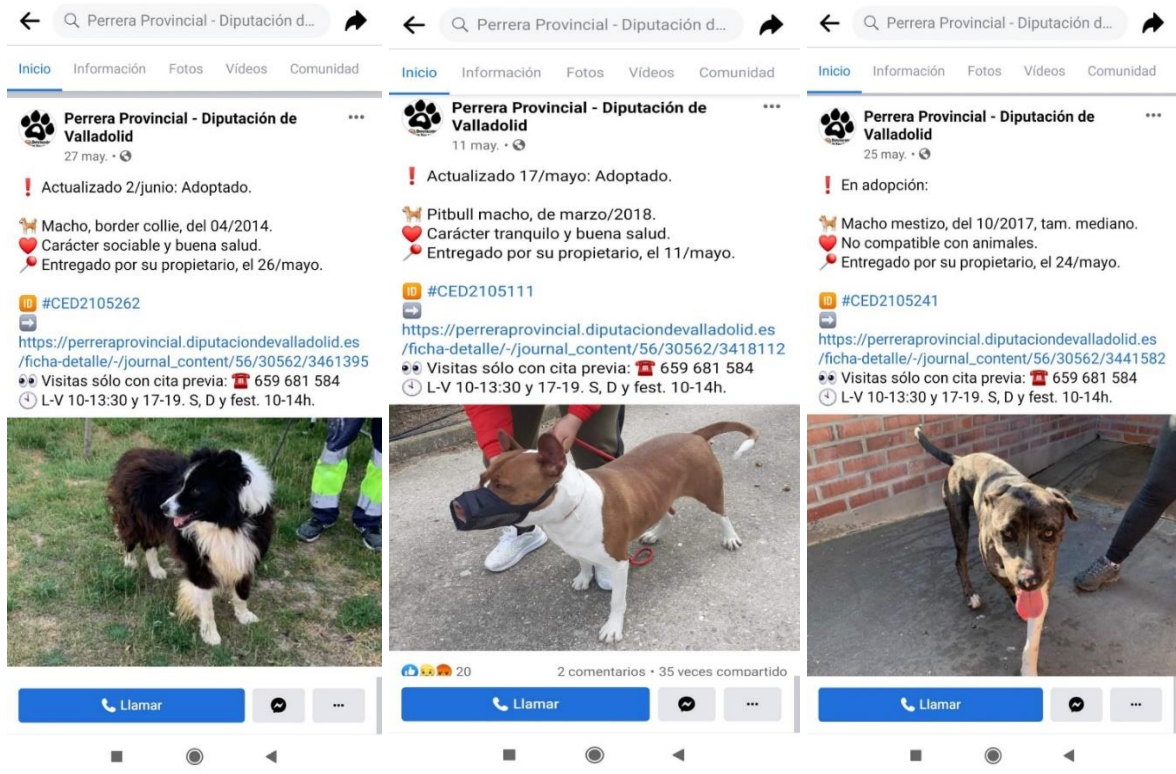 Perrera Provincial - Diputación d...
Inicio Información Fotos Vídeos Comunidad
Perrera Provincial - Diputación de
Valladolid
27 may.
❗ Actualizado 2/junio: Adoptado.
🐕 Macho, border collie, del 04/2014.
❤️ Carácter sociable y buena salud.
📍 Entregado por su propietario, el 26/mayo.
🆔 #CED2105262
➡️
https://perreraprovincial.diputaciondevalladolid.es
/ficha-detalle/-/journal_content/56/30562/3461395
👀 Visitas sólo con cita previa: ☎️ 659 681 584
🕙 L-V 10-13:30 y 17-19. S, D y fest. 10-14h.
Llamar
Perrera Provincial - Diputación d...
Inicio Información Fotos Vídeos Comunidad
Perrera Provincial - Diputación de
Valladolid
11 may.
❗ Actualizado 17/mayo: Adoptado.
🐕 Pitbull macho, de marzo/2018.
❤️ Carácter tranquilo y buena salud.
📍 Entregado por su propietario, el 11/mayo.
🆔 #CED2105111
➡️
https://perreraprovincial.diputaciondevalladolid.es
/ficha-detalle/-/journal_content/56/30562/3418112
👀 Visitas sólo con cita previa: ☎️ 659 681 584
🕙 L-V 10-13:30 y 17-19. S, D y fest. 10-14h.
20 2 comentarios • 35 veces compartido
Llamar
Perrera Provincial - Diputación d...
Inicio Información Fotos Vídeos Comunidad
Perrera Provincial - Diputación de
Valladolid
25 may.
❗ En adopción:
🐕 Macho mestizo, del 10/2017, tam. mediano.
❤️ No compatible con animales.
📍 Entregado por su propietario, el 24/mayo.
🆔 #CED2105241
➡️
https://perreraprovincial.diputaciondevalladolid.es
/ficha-detalle/-/journal_content/56/30562/3441582
👀 Visitas sólo con cita previa: ☎️ 659 681 584
🕙 L-V 10-13:30 y 17-19. S, D y fest. 10-14h.
Llamar